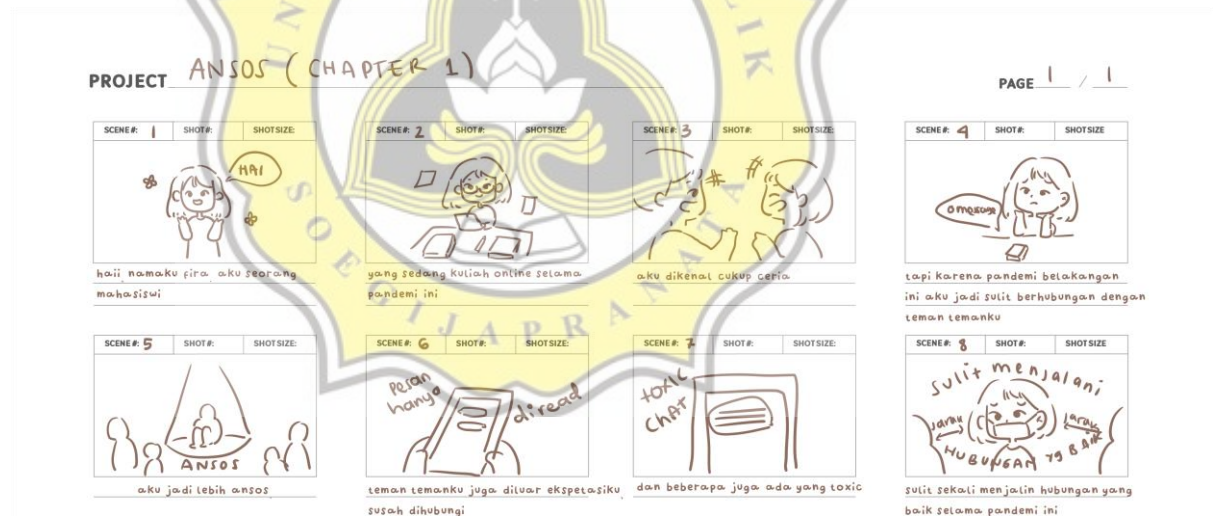 PROJECT ANSOS (CHAPTER 1)
PAGE 1 / 1
SCENE #: 1 SHOT #: SHOT SIZE:
HAI
haii namaku fira aku seorang
mahasiswi
SCENE #: 2 SHOT #: SHOT SIZE:
yang sedang kuliah online selama
pandemi ini
SCENE #: 3 SHOT #: SHOT SIZE:
#
#
aku dikenal cukup ceria
SCENE #: 4 SHOT #: SHOT SIZE
tapi karena pandemi belakangan
ini aku jadi sulit berhubungan dengan
teman temanku
SCENE #: 5 SHOT #: SHOT SIZE:
ANSOS
aku jadi lebih ansos
SCENE #: 6 SHOT #: SHOT SIZE:
pesan
hanya
diread
teman temanku juga diluar ekspetasiku
susah dihubungi
SCENE #: 7 SHOT #: SHOT SIZE:
toxic
chat
dan beberapa juga ada yang toxic
SCENE #: 8 SHOT #: SHOT SIZE
sulit menjalani
jarak
jarak
HUBUNGAN yg BAIK
sulit sekali menjalin hubungan yang
baik selama pandemi ini
SOEGIJAPRANATA